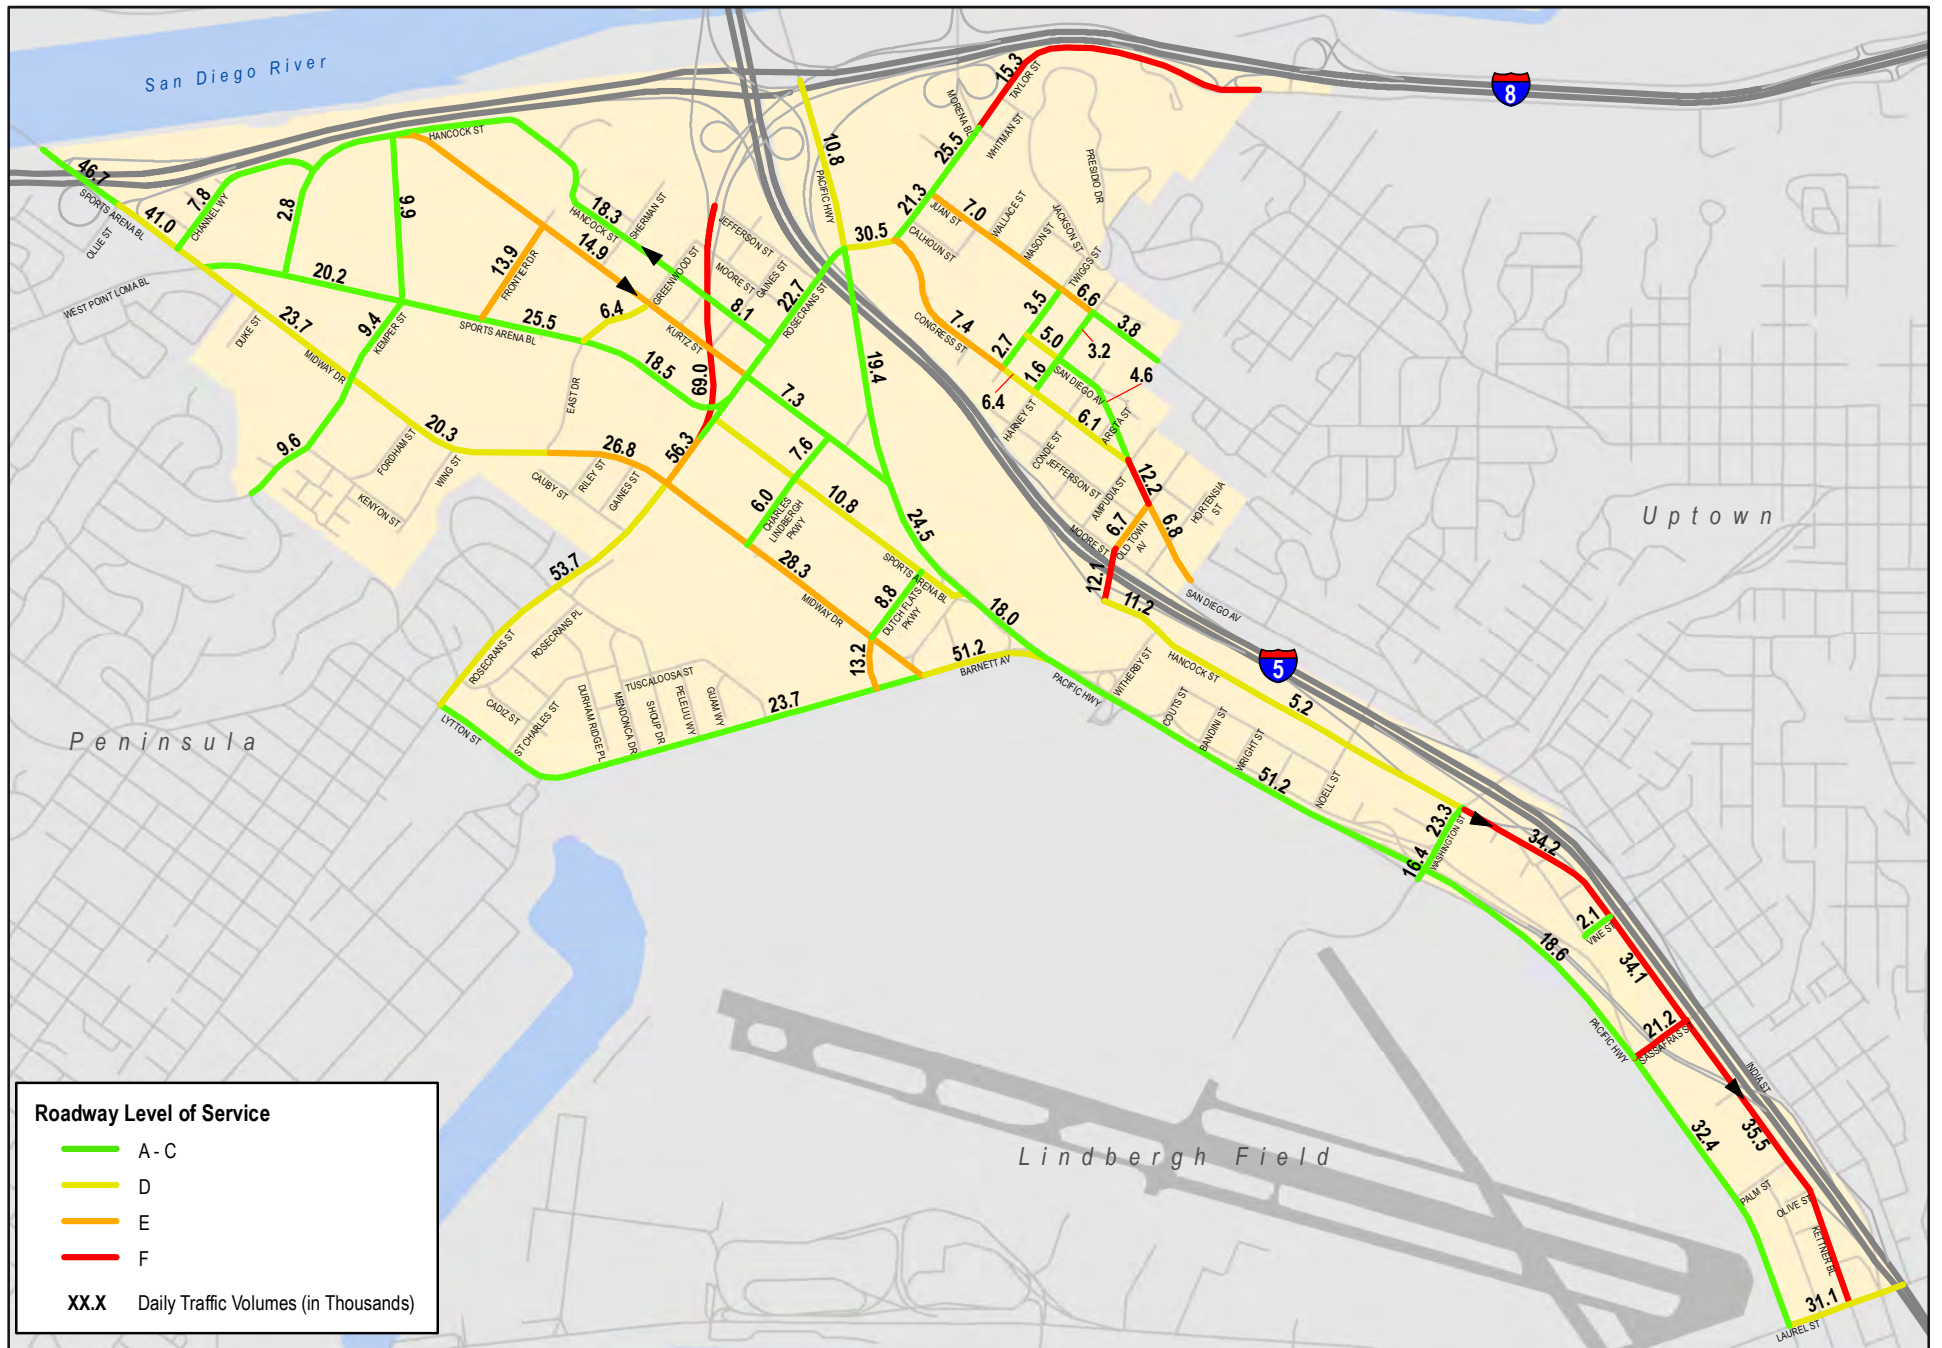 San Diego River
8
15.3
TAYLOR ST
MORENA BL
WHITMAN ST
10.8
PACIFIC HWY
25.5
PRESIDIO DR
HANCOCK ST
46.7
SPORTS ARENA BL
7.8
CHANNEL WY
2.8
9.9
41.0
OLLIE ST
18.3
HANCOCK ST
SHERMAN ST
21.3
JUAN ST
7.0
WALLACE ST
JACKSON ST
MASON ST
CALHOUN ST
30.5
JEFFERSON ST
MOORE ST
GAINES ST
GREENWOOD ST
14.9
13.9
FRONTIER DR
TWIGGS ST
6.6
3.5
3.8
WEST POINT LOMA BL
20.2
22.7
ROSECRANS ST
8.1
6.4
KURTZ ST
25.5
SPORTS ARENA BL
9.4
KEMPER ST
23.7
DUKE ST
MIDWAY DR
7.4
CONGRESS ST
5.0
2.7
3.2
1.6
SAN DIEGO AV
4.6
6.4
19.4
18.5
69.0
7.3
EAST DR
HARNEY ST
6.1
ARISTA ST
CONDE ST
JEFFERSON ST
AMPUDIA ST
12.2
HORTENSIA ST
6.8
6.7
OLD TOWN AV
MOORE ST
12.1
11.2
SAN DIEGO AV
Uptown
9.6
20.3
FORDHAM ST
WING ST
KENYON ST
26.8
56.3
CAUBY ST
RILEY ST
GAINES ST
7.6
6.0
CHARLES LINDBERGH PKWY
10.8
24.5
28.3
MIDWAY DR
SPORTS ARENA BL
8.8
DUTCH FLATS PKWY
18.0
53.7
ROSECRANS ST
ROSECRANS PL
13.2
51.2
BARNETT AV
5
WITHERBY ST
HANCOCK ST
5.2
PACIFIC HWY
COUTS ST
BANDINI ST
WRIGHT ST
NOELL ST
51.2
TUSCALOOSA ST
CADIZ ST
ST CHARLES ST
DURHAM RIDGE PL
MENDONCA DR
SHOUP DR
PELELIU WY
GUAM WY
23.7
LYTTON ST
Peninsula
23.3
WASHINGTON ST
16.4
34.2
2.1
VINE ST
18.6
34.1
21.2
SASSAFRAS ST
PACIFIC HWY
INDIA ST
35.5
32.4
Lindbergh Field
PALM ST
OLIVE ST
KETTNER BL
31.1
LAUREL ST
Roadway Level of Service
A - C
D
E
F
XX.X Daily Traffic Volumes (in Thousands)